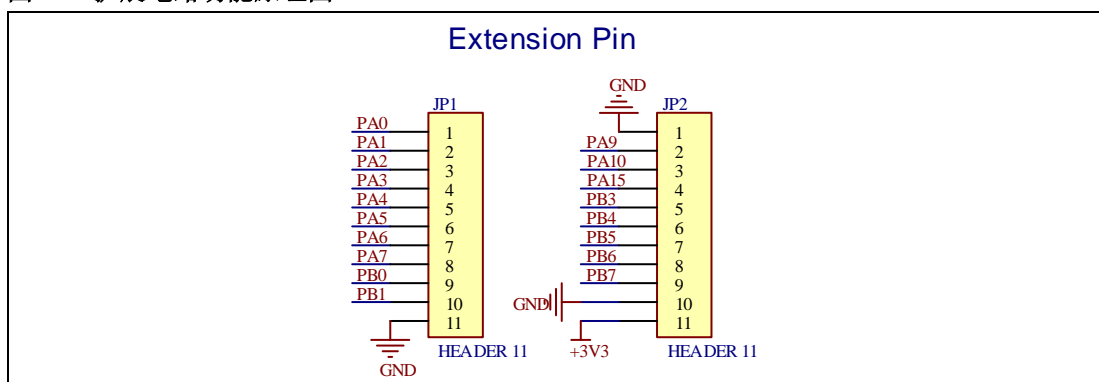 Extension Pin
JP1
PA0 1
PA1 2
PA2 3
PA3 4
PA4 5
PA5 6
PA6 7
PA7 8
PB0 9
PB1 10
11
GND
HEADER 11
GND
JP2
1
PA9 2
PA10 3
PA15 4
PB3 5
PB4 6
PB5 7
PB6 8
PB7 9
GND 10
11
+3V3
HEADER 11